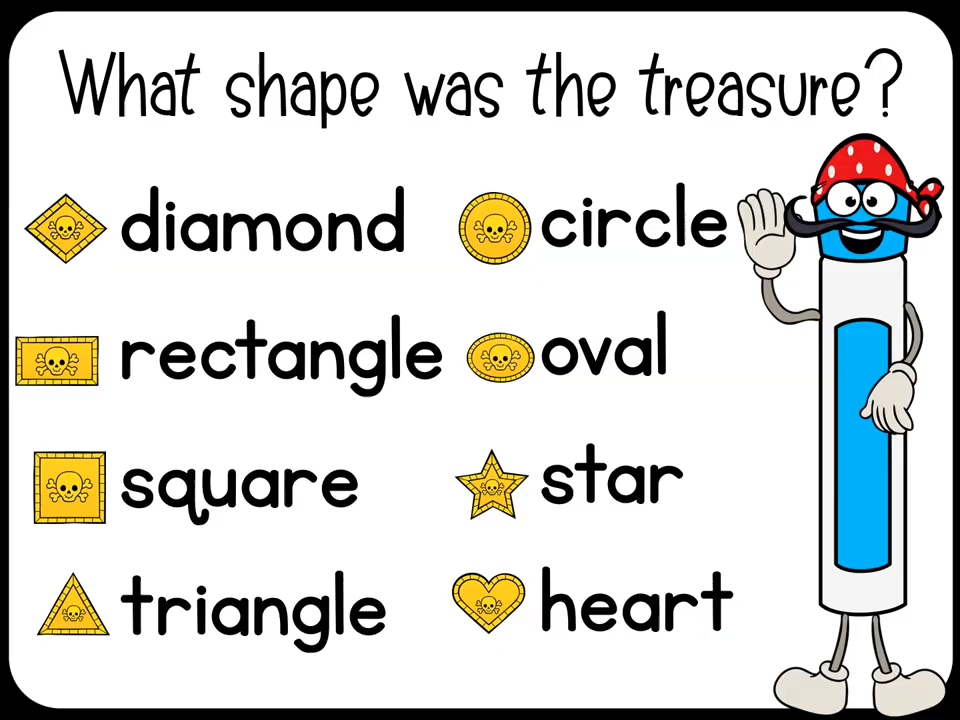 What shape was the treasure?
diamond
circle
rectangle
oval
square
star
triangle
heart